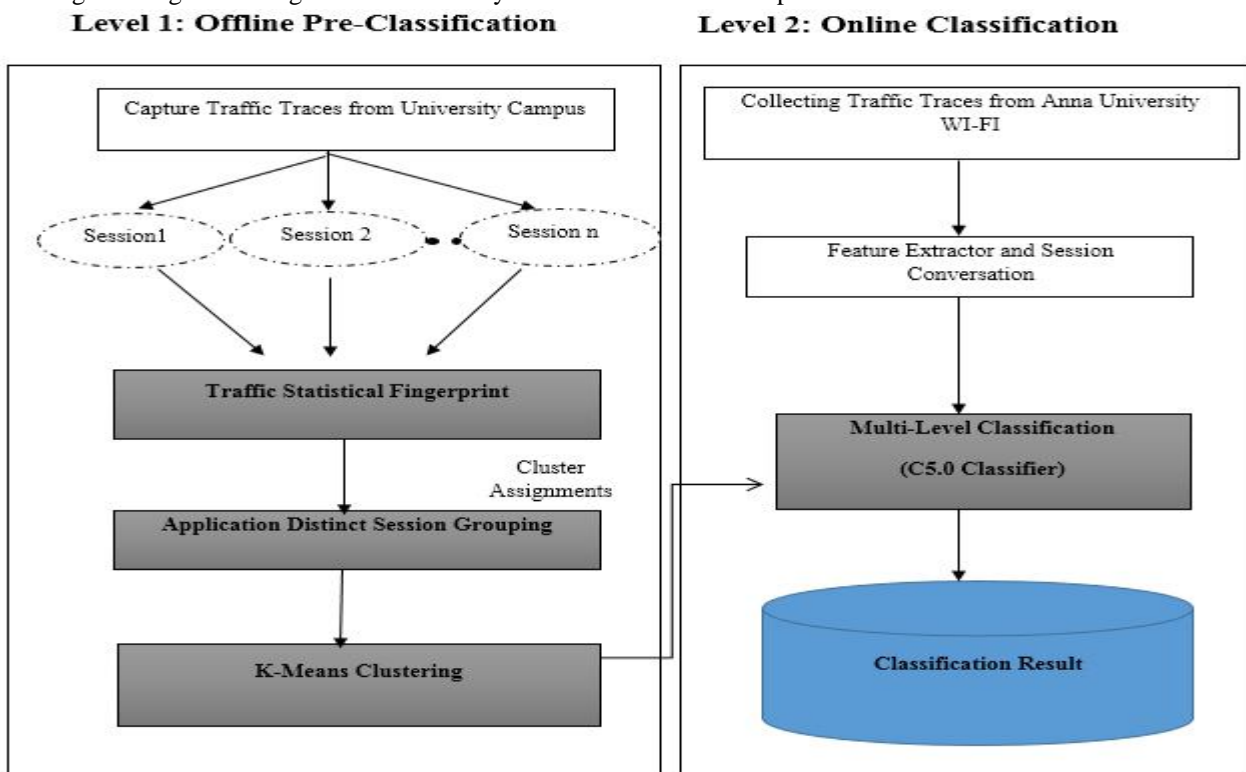 Level 1: Offline Pre-Classification
Capture Traffic Traces from University Campus
Session1
Session 2
Session n
Traffic Statistical Fingerprint
Cluster
Assignments
Application Distinct Session Grouping
K-Means Clustering
Level 2: Online Classification
Collecting Traffic Traces from Anna University
WI-FI
Feature Extractor and Session
Conversation
Multi-Level Classification
(C5.0 Classifier)
Classification Result